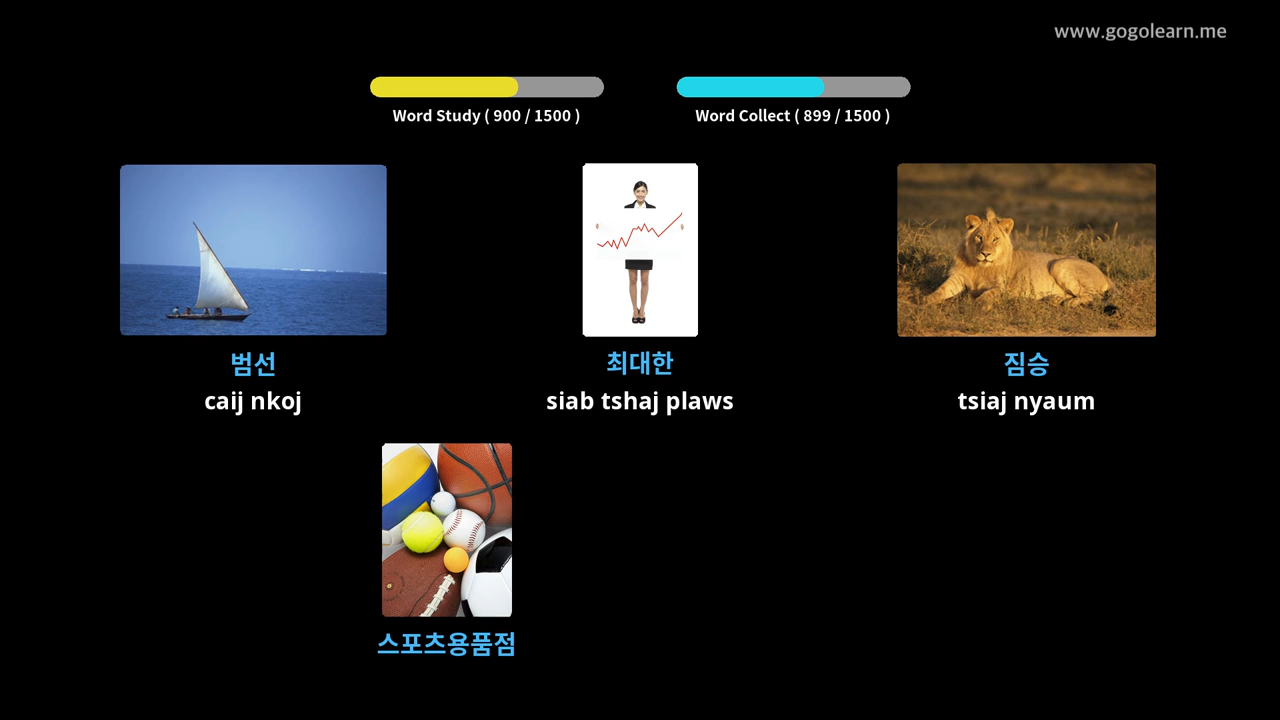 www.gogolearn.me
Word Study ( 900 / 1500 )
Word Collect ( 899 / 1500 )
범선
caij nkoj
최대한
siab tshaj plaws
짐승
tsiaj nyaum
스포츠용품점